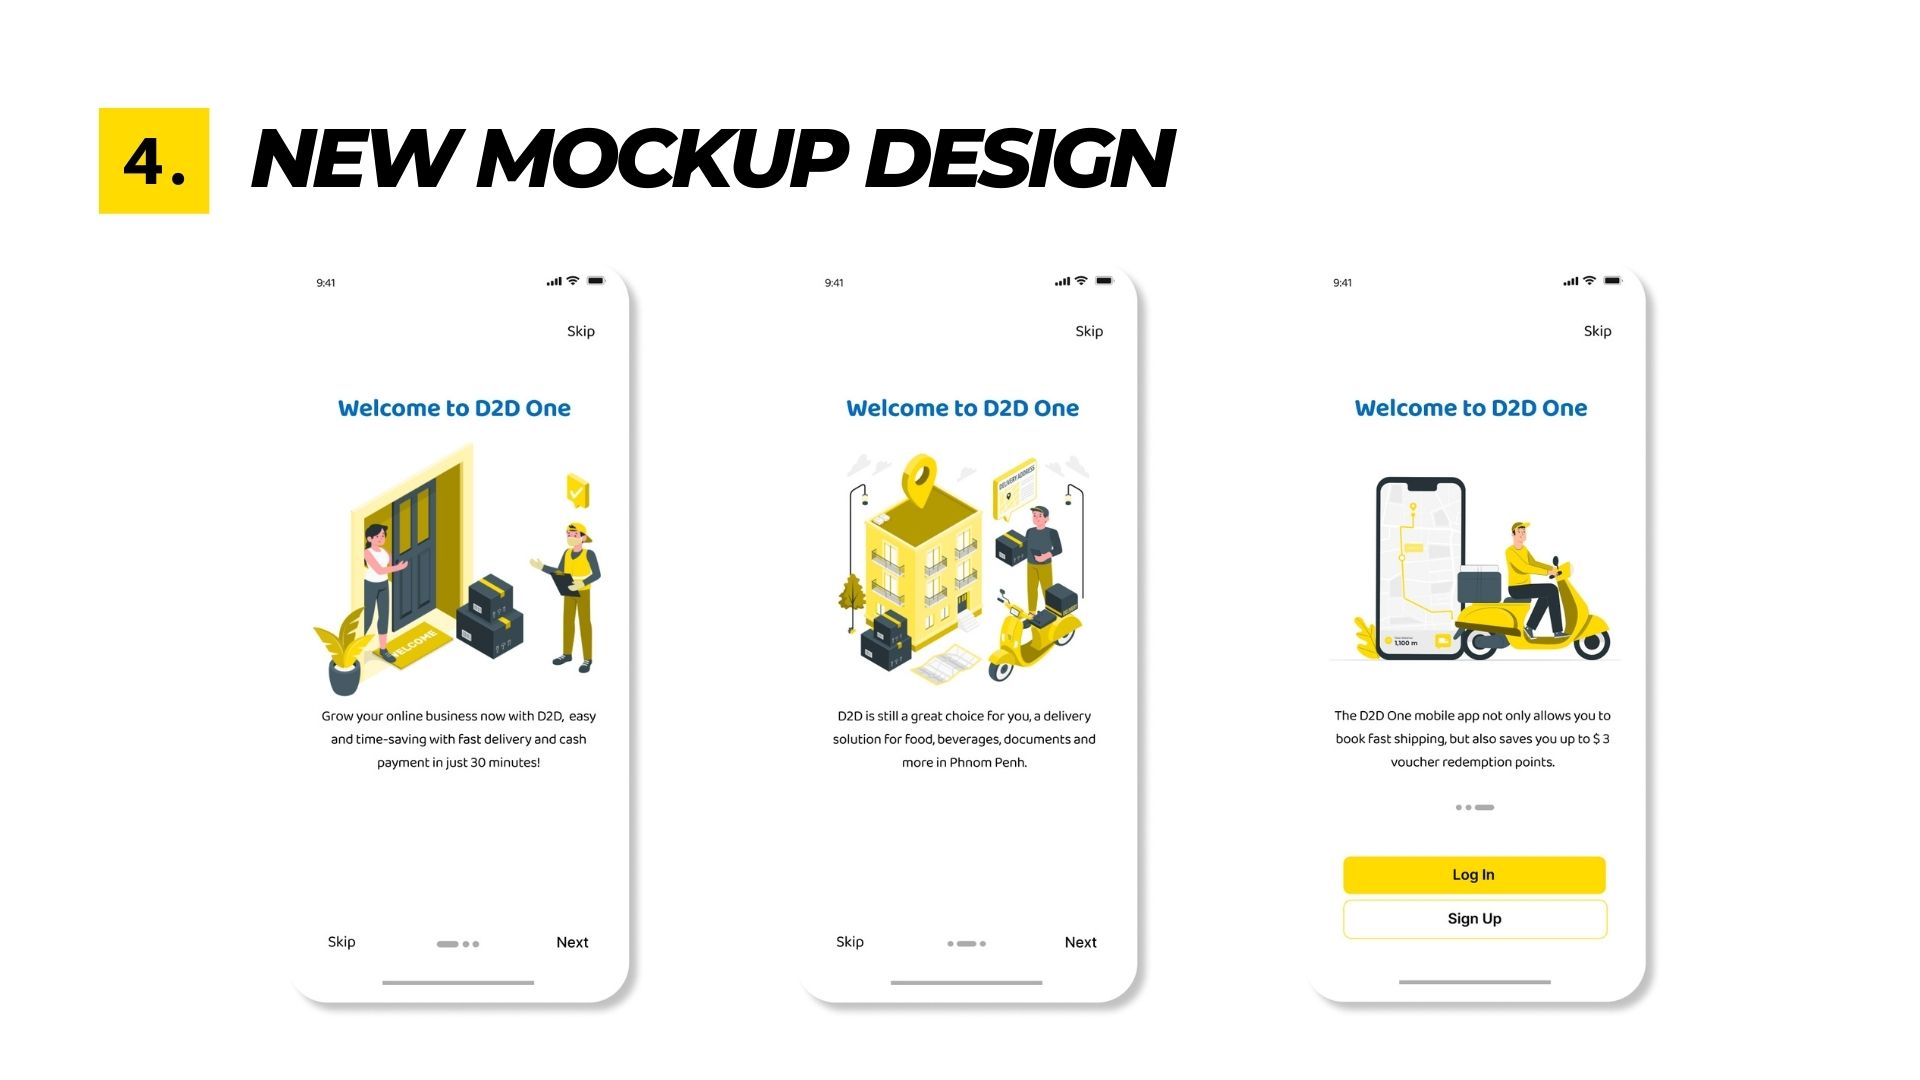 4.
NEW MOCKUP DESIGN
9:41
Skip
Welcome to D2D One
WELCOME
Grow your online business now with D2D, easy
and time-saving with fast delivery and cash
payment in just 30 minutes!
Skip
Next
9:41
Skip
Welcome to D2D One
DELIVERY ADDRESS
DELIVERY
D2D is still a great choice for you, a delivery
solution for food, beverages, documents and
more in Phnom Penh.
Skip
Next
9:41
Skip
Welcome to D2D One
1,100 m
The D2D One mobile app not only allows you to
book fast shipping, but also saves you up to $ 3
voucher redemption points.
Log In
Sign Up